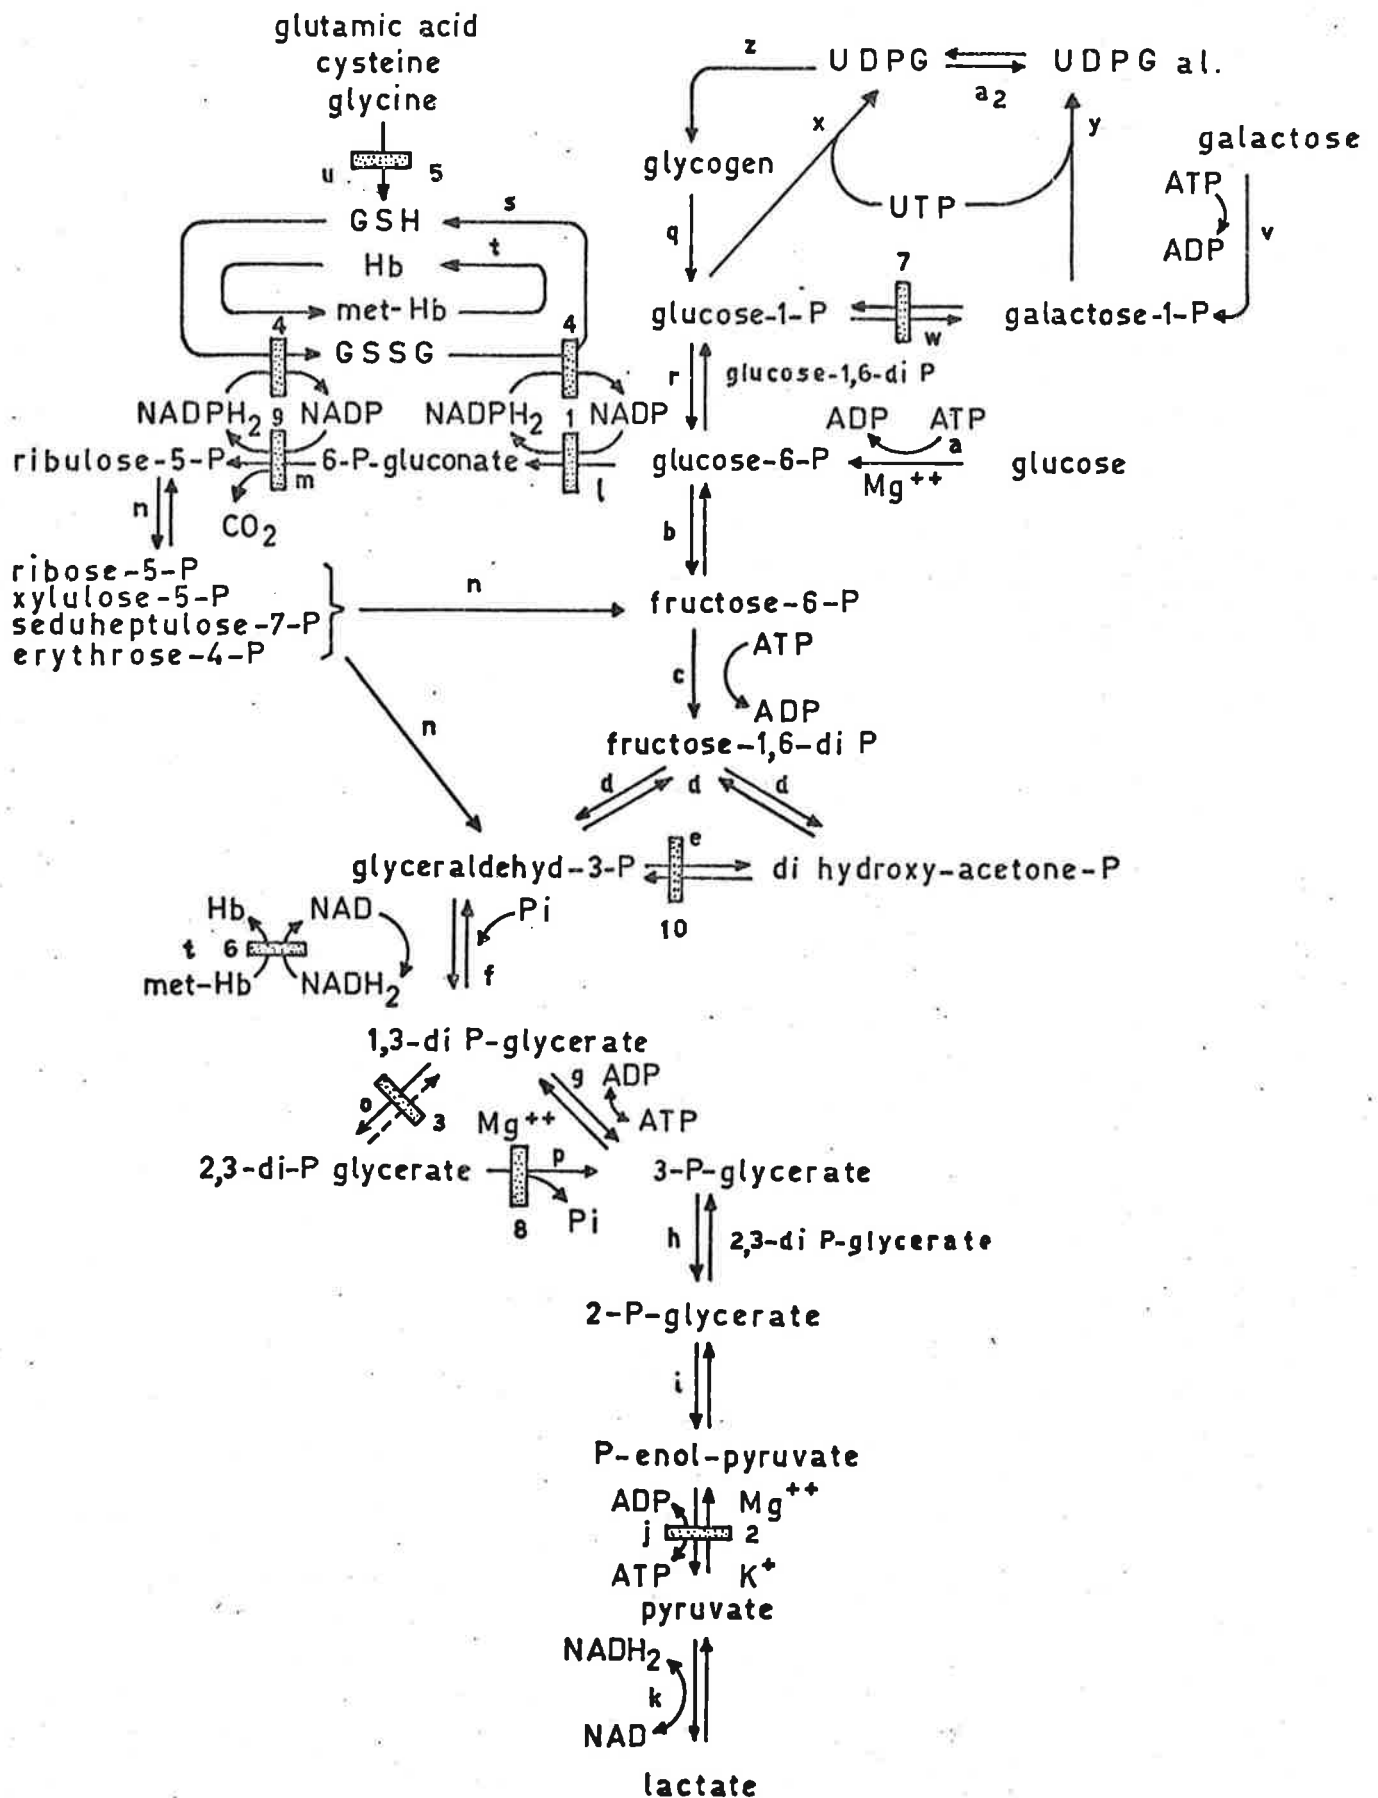 glutamic acid
cysteine
glycine
u 5
GSH
s
Hb
t
met-Hb
4 4
GSSG
NADPH2 9 NADP NADPH2 1 NADP
ribulose-5-P 6-P-gluconate
m l
CO2
n
ribose-5-P
xylulose-5-P
seduheptulose-7-P
erythrose-4-P
n
n
z UDPG UDPG al.
a2
x y
galactose
glycogen
ATP
UTP
ADP v
q
7
glucose-1-P galactose-1-P
w
r glucose-1,6-di P
ADP ATP
a
glucose-6-P glucose
Mg++
b
fructose-6-P
ATP
c
ADP
fructose-1,6-di P
d d d
e
glyceraldehyd-3-P di hydroxy-acetone-P
10
Hb NAD Pi
t 6
met-Hb NADH2 f
1,3-di P-glycerate
g ADP
o 3 Mg++ ATP
2,3-di-P glycerate p 3-P-glycerate
8 Pi
h 2,3-di P-glycerate
2-P-glycerate
i
P-enol-pyruvate
ADP Mg++
j 2
ATP K+
pyruvate
NADH2
k
NAD
lactate